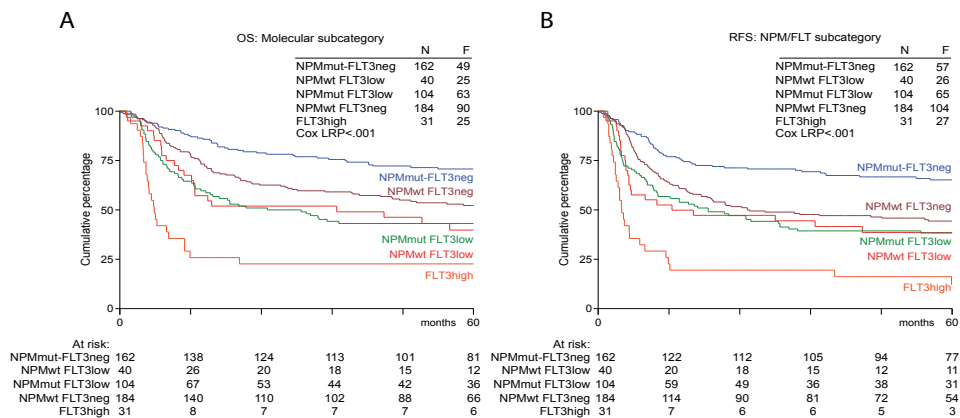 A
OS: Molecular subcategory
N F
NPMmut-FLT3neg 162 49
NPMwt FLT3low 40 25
NPMmut FLT3low 104 63
NPMwt FLT3neg 184 90
FLT3high 31 25
Cox LRP<.001
Cumulative percentage
100
75
50
25
0
NPMmut-FLT3neg
NPMwt FLT3neg
NPMmut FLT3low
NPMwt FLT3low
FLT3high
0 months 60
At risk:
NPMmut-FLT3neg 162 138 124 113 101 81
NPMwt FLT3low 40 26 20 18 15 12
NPMmut FLT3low 104 67 53 44 42 36
NPMwt FLT3neg 184 140 110 102 88 66
FLT3high 31 8 7 7 7 6
B
RFS: NPM/FLT subcategory
N F
NPMmut-FLT3neg 162 57
NPMwt FLT3low 40 26
NPMmut FLT3low 104 65
NPMwt FLT3neg 184 104
FLT3high 31 27
Cox LRP<.001
Cumulative percentage
100
75
50
25
0
NPMmut-FLT3neg
NPMwt FLT3neg
NPMmut FLT3low
NPMwt FLT3low
FLT3high
0 months 60
At risk:
NPMmut-FLT3neg 162 122 112 105 94 77
NPMwt FLT3low 40 20 18 15 12 11
NPMmut FLT3low 104 59 49 36 38 31
NPMwt FLT3neg 184 114 90 81 72 54
FLT3high 31 7 6 6 5 3